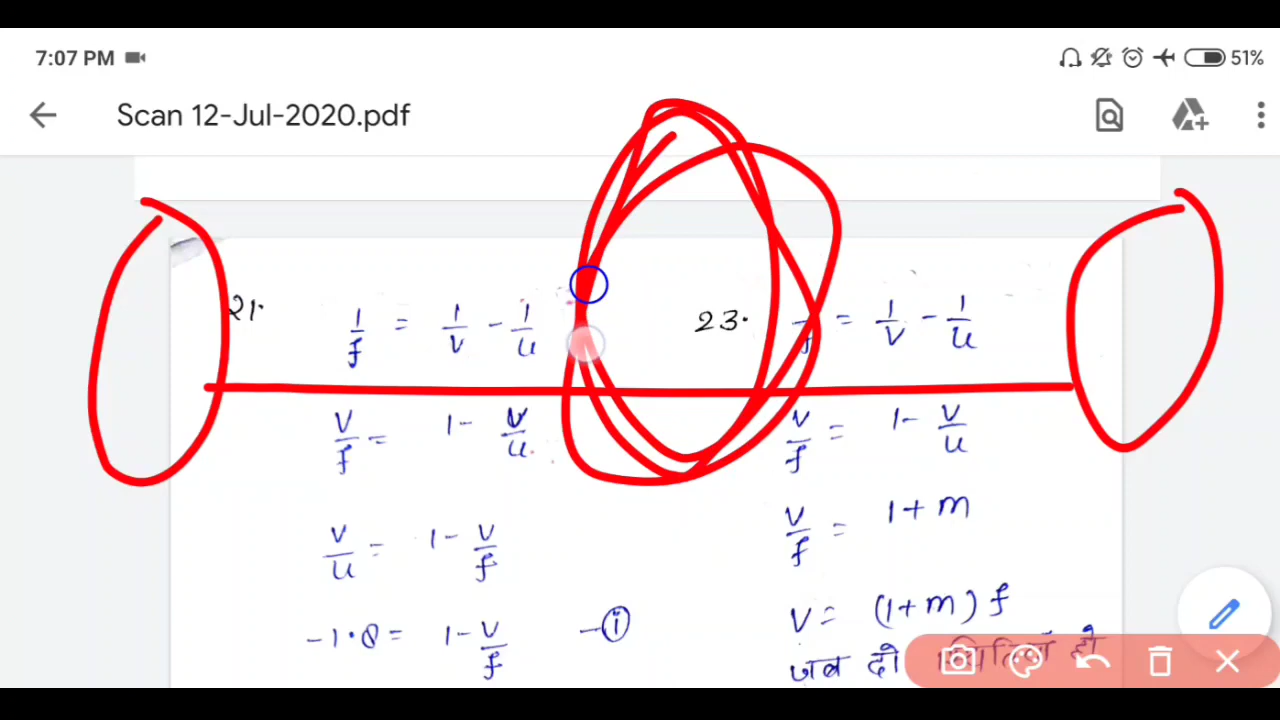 7:07 PM
51%
Scan 12-Jul-2020.pdf
21.
1/f = 1/v - 1/u
v/f = 1 - v/u
v/u = 1 - v/f
-1.8 = 1 - v/f -(i)
23.
1/f = 1/v - 1/u
v/f = 1 - v/u
v/f = 1 + m
v = (1+m) f
जब दो स्थितियाँ हो